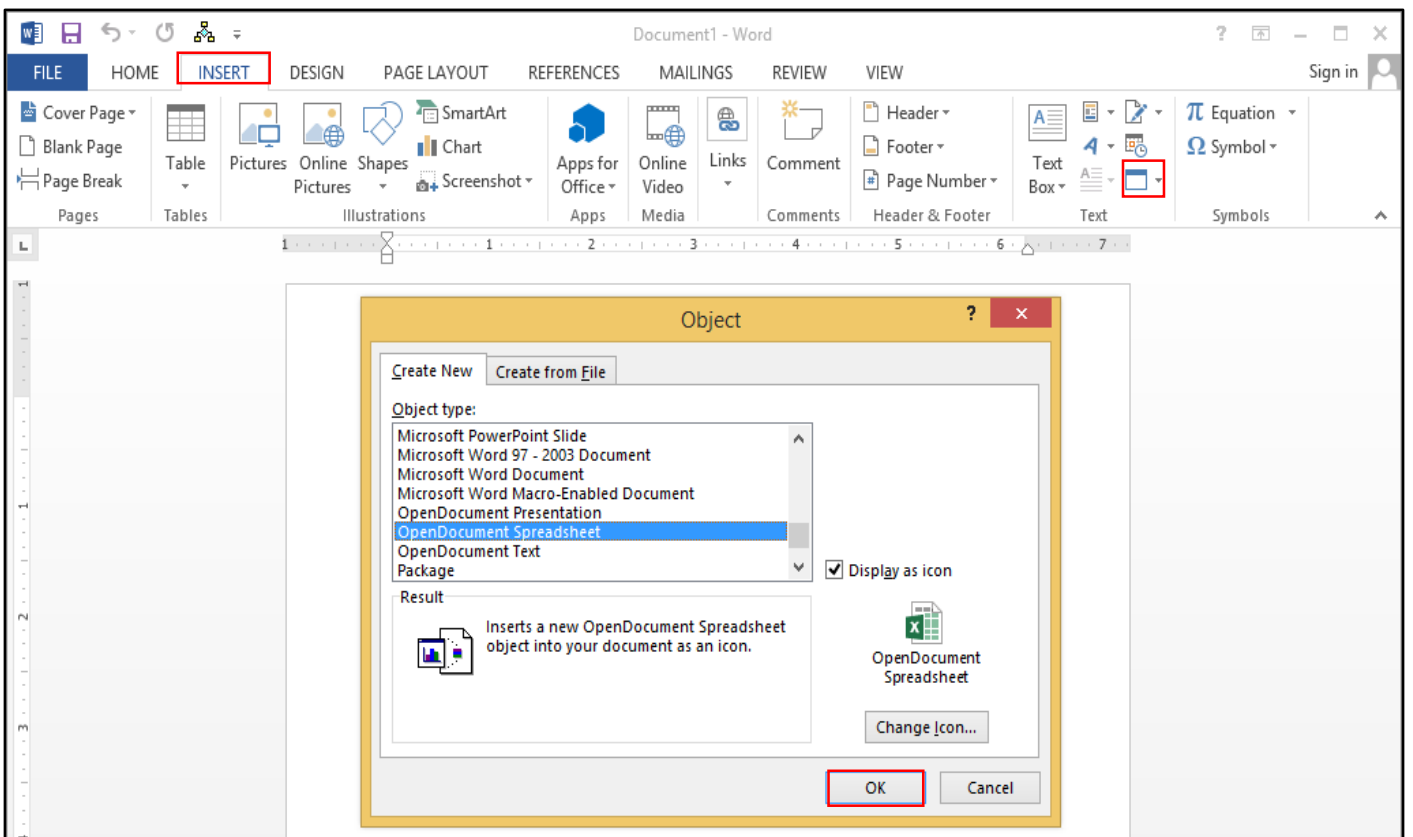 Document1 - Word
FILE HOME INSERT DESIGN PAGE LAYOUT REFERENCES MAILINGS REVIEW VIEW Sign in
Cover Page
Blank Page
Page Break
Pages
Table
Tables
Pictures
Online
Pictures
Shapes
SmartArt
Chart
Screenshot
Illustrations
Apps for
Office
Apps
Online
Video
Media
Links
Comment
Comments
Header
Footer
Page Number
Header & Footer
Text
Box
Text
π Equation
Ω Symbol
Symbols
1 1 2 3 4 5 6 7
1
1
2
3
Object
Create New Create from File
Object type:
Microsoft PowerPoint Slide
Microsoft Word 97 - 2003 Document
Microsoft Word Document
Microsoft Word Macro-Enabled Document
OpenDocument Presentation
OpenDocument Spreadsheet
OpenDocument Text
Package
Display as icon
Result
Inserts a new OpenDocument Spreadsheet
object into your document as an icon.
OpenDocument
Spreadsheet
Change Icon...
OK Cancel